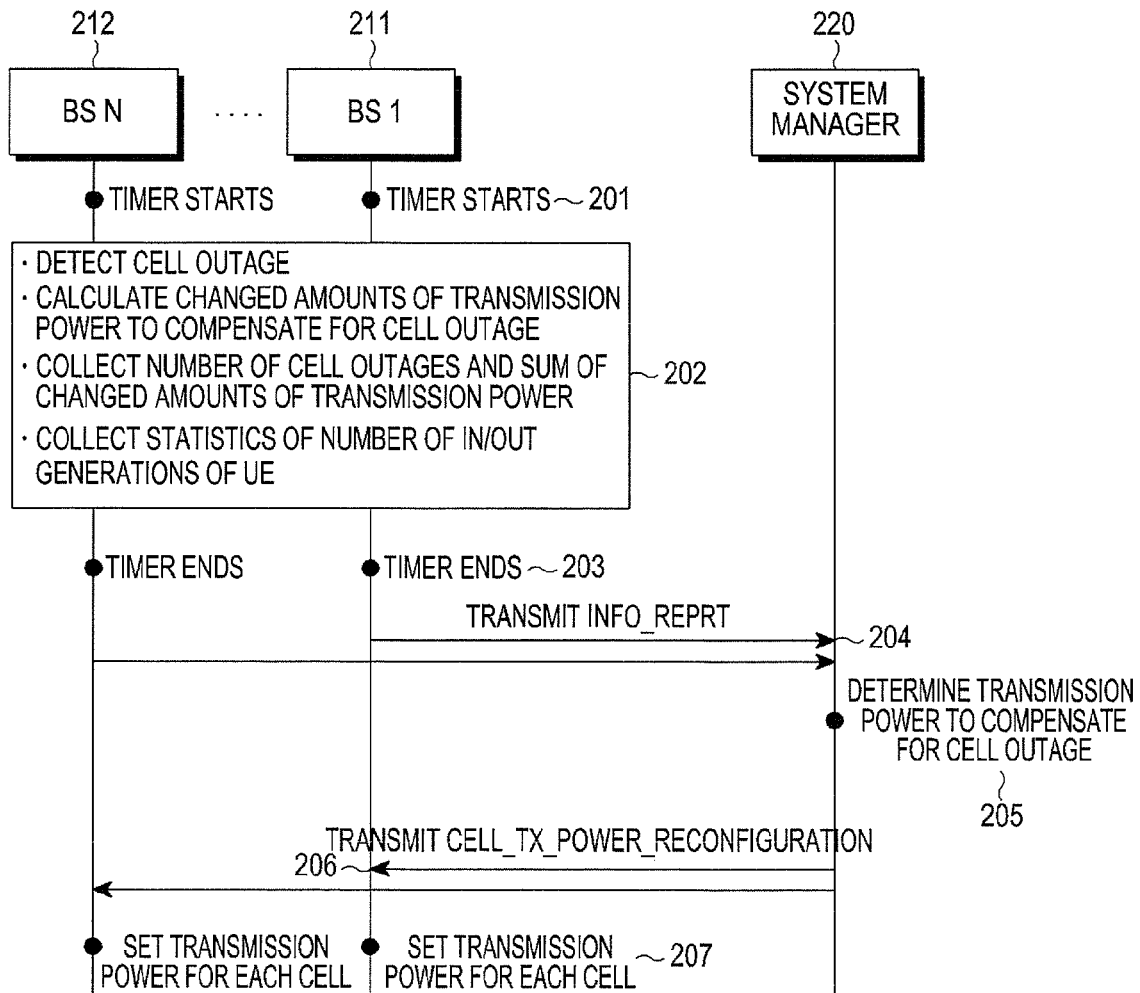 212
211
220
BS N
. . . .
BS 1
SYSTEM
MANAGER
TIMER STARTS
TIMER STARTS ~ 201
· DETECT CELL OUTAGE
· CALCULATE CHANGED AMOUNTS OF TRANSMISSION
POWER TO COMPENSATE FOR CELL OUTAGE
· COLLECT NUMBER OF CELL OUTAGES AND SUM OF
CHANGED AMOUNTS OF TRANSMISSION POWER
· COLLECT STATISTICS OF NUMBER OF IN/OUT
GENERATIONS OF UE
202
TIMER ENDS
TIMER ENDS ~ 203
TRANSMIT INFO_REPRT
204
DETERMINE TRANSMISSION
POWER TO COMPENSATE
FOR CELL OUTAGE
205
TRANSMIT CELL_TX_POWER_RECONFIGURATION
206
SET TRANSMISSION
POWER FOR EACH CELL
SET TRANSMISSION
POWER FOR EACH CELL
207